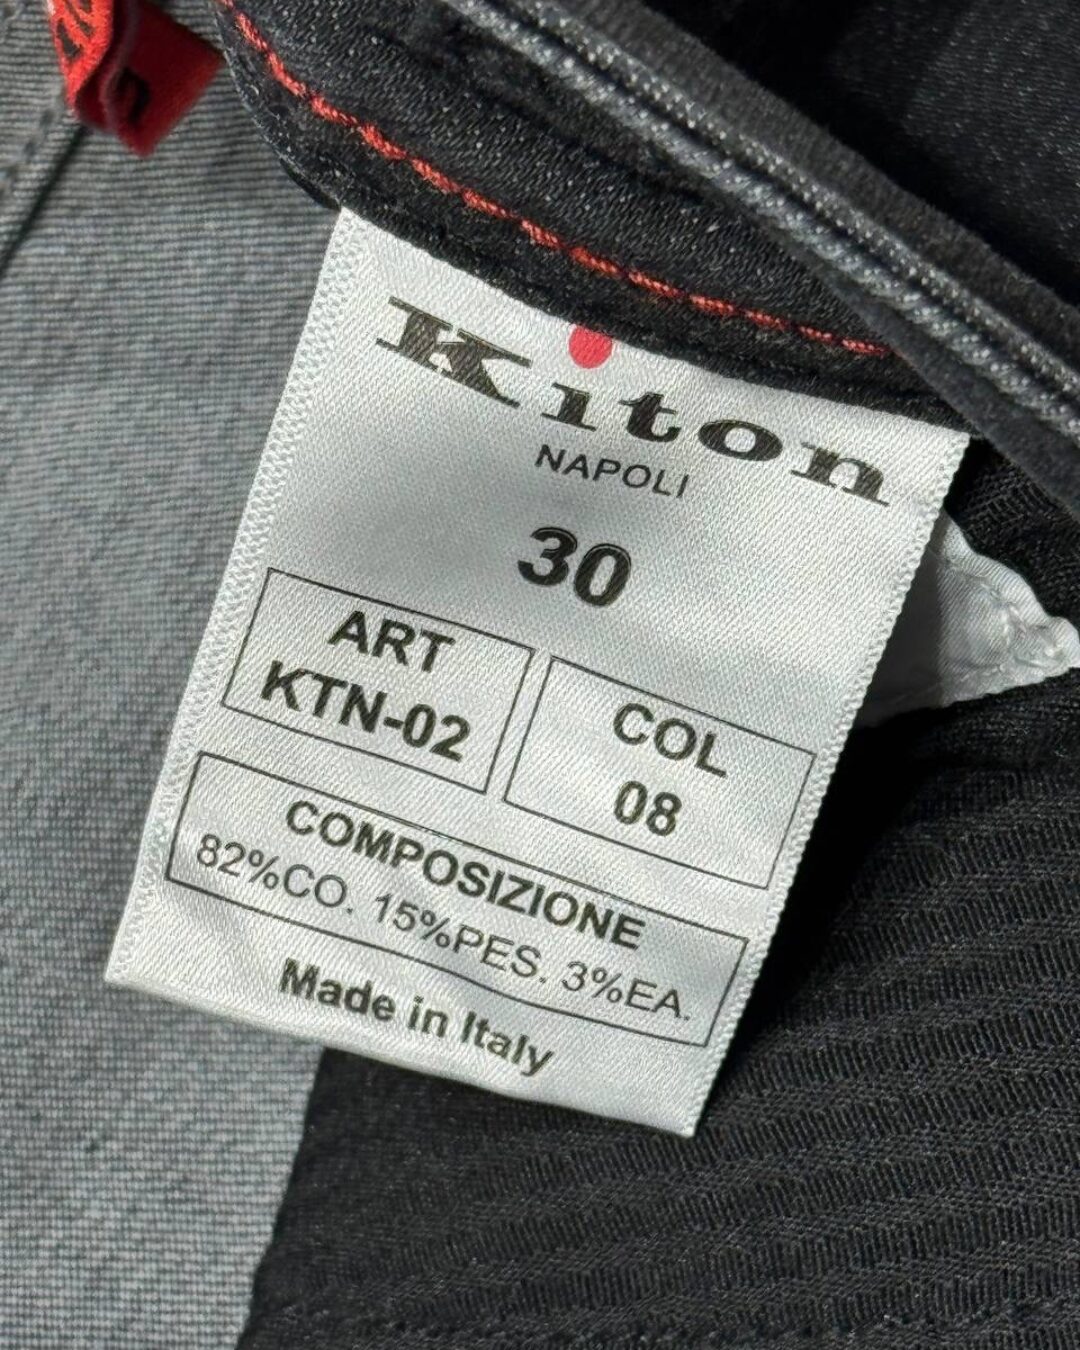 Kiton
NAPOLI
30
ART
KTN-02
COL
08
COMPOSIZIONE
82%CO. 15%PES. 3%EA.
Made in Italy